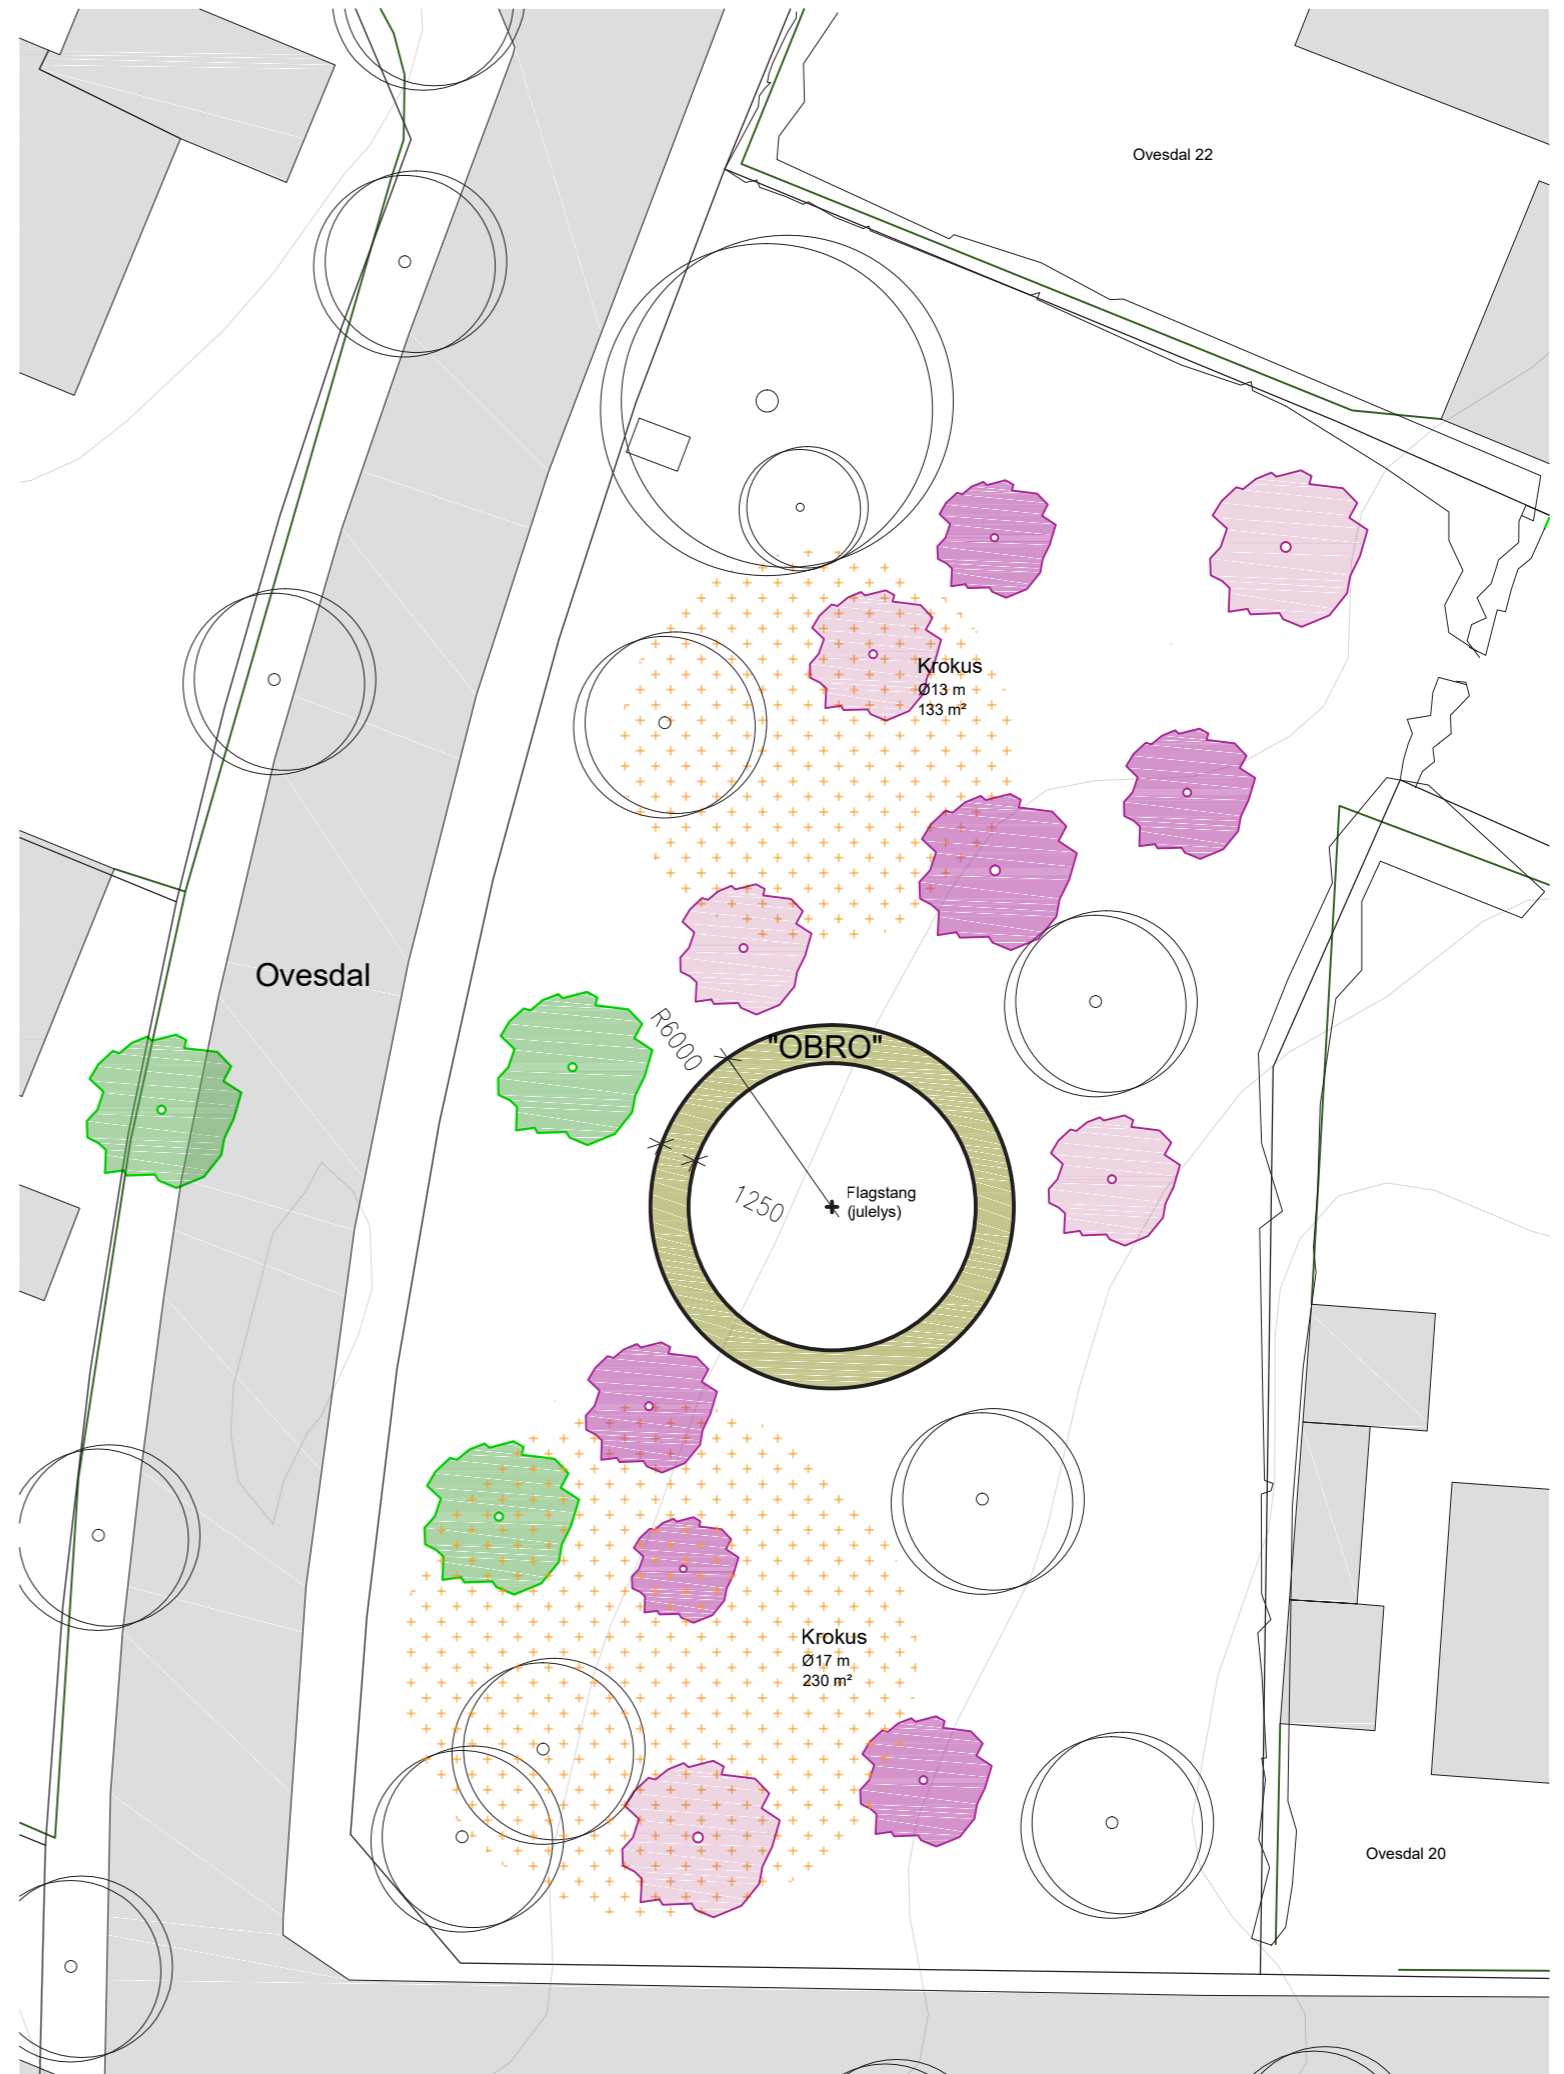 Ovesdal 22
Krokus
Ø13 m
133 m²
Ovesdal
R6000
"OBRO"
1250
Flagstang
(julelys)
Krokus
Ø17 m
230 m²
Ovesdal 20